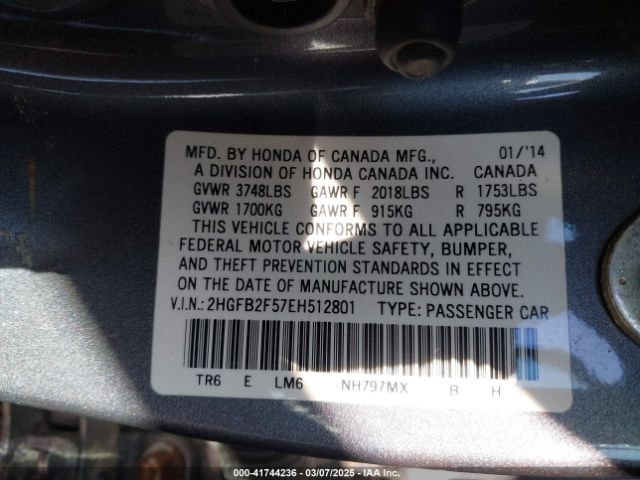 MFD. BY HONDA OF CANADA MFG., 01/'14
A DIVISION OF HONDA CANADA INC. CANADA
GVWR 3748LBS GAWR F 2018LBS R 1753LBS
GVWR 1700KG GAWR F 915KG R 795KG
THIS VEHICLE CONFORMS TO ALL APPLICABLE
FEDERAL MOTOR VEHICLE SAFETY, BUMPER,
AND THEFT PREVENTION STANDARDS IN EFFECT
ON THE DATE OF MANUFACTURE SHOWN ABOVE.
V.I.N.: 2HGFB2F57EH512801 TYPE: PASSENGER CAR
TR6 E LM6 NH797MX B H
000-41744236 - 03/07/2025 - IAA Inc.